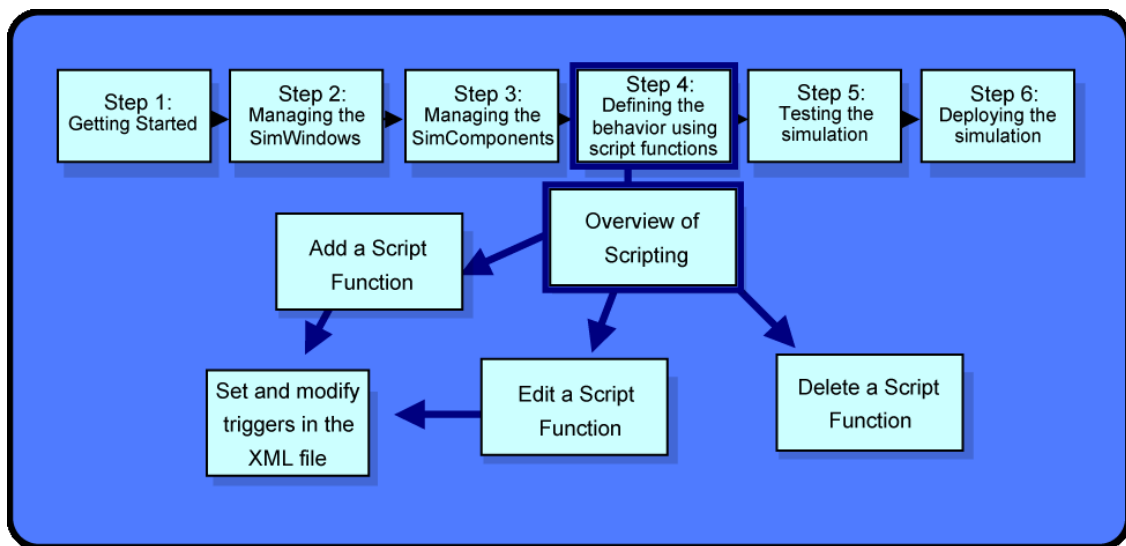 Step 1:
Getting Started
Step 2:
Managing the
SimWindows
Step 3:
Managing the
SimComponents
Step 4:
Defining the
behavior using
script functions
Step 5:
Testing the
simulation
Step 6:
Deploying the
simulation
Overview of
Scripting
Add a Script
Function
Set and modify
triggers in the
XML file
Edit a Script
Function
Delete a Script
Function